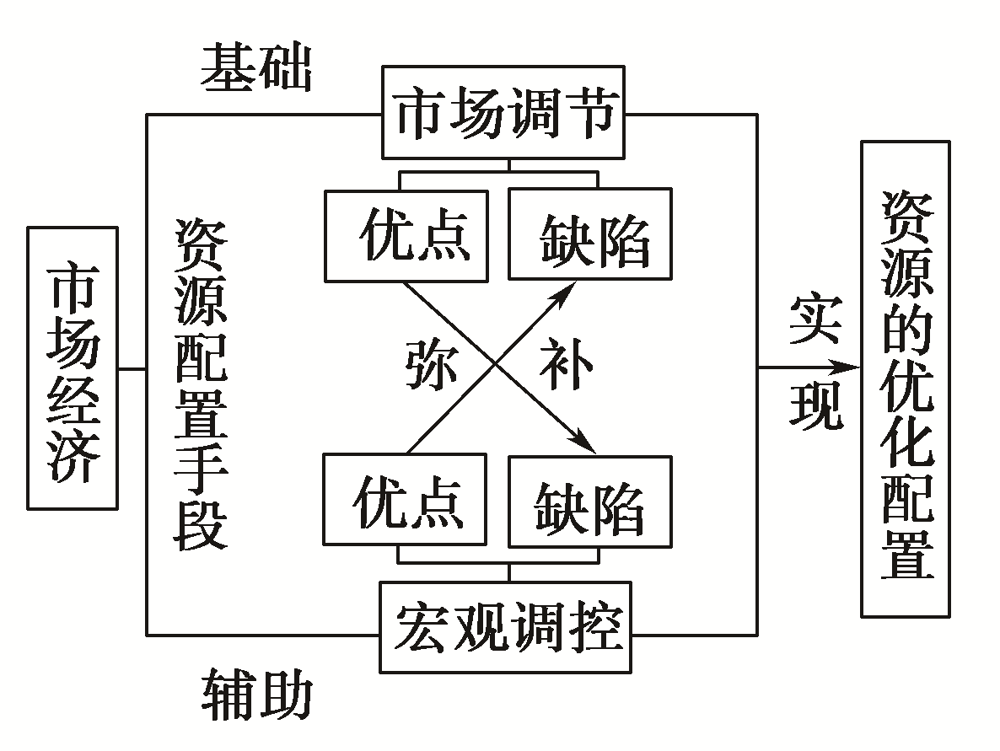 基础
市场调节
优点
缺陷
市场经济
资源配置手段
弥补
实现
资源的优化配置
优点
缺陷
宏观调控
辅助